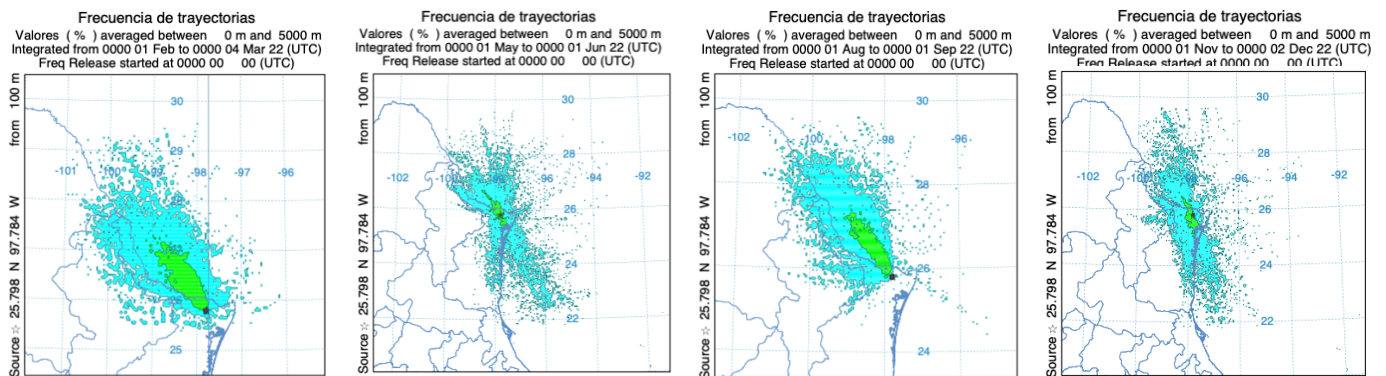 Frecuencia de trayectorias
Valores ( % ) averaged between 0 m and 5000 m
Integrated from 0000 01 Feb to 0000 04 Mar 22 (UTC)
Freq Release started at 0000 00 00 (UTC)
Source ☆ 25.798 N 97.784 W from 100 m
30
29
-101
-100
-99
-98
-97
-96
28
25
Frecuencia de trayectorias
Valores ( % ) averaged between 0 m and 5000 m
Integrated from 0000 01 May to 0000 01 Jun 22 (UTC)
Freq Release started at 0000 00 00 (UTC)
Source ☆ 25.798 N 97.784 W from 100 m
30
28
-102
-100
-98
-96
-94
-92
26
24
22
Frecuencia de trayectorias
Valores ( % ) averaged between 0 m and 5000 m
Integrated from 0000 01 Aug to 0000 01 Sep 22 (UTC)
Freq Release started at 0000 00 00 (UTC)
Source ☆ 25.798 N 97.784 W from 100 m
30
-102
-100
-98
-96
28
26
24
Frecuencia de trayectorias
Valores ( % ) averaged between 0 m and 5000 m
Integrated from 0000 01 Nov to 0000 02 Dec 22 (UTC)
Freq Release started at 0000 00 00 (UTC)
Source ☆ 25.798 N 97.784 W from 100 m
30
28
-102
-96
-94
-92
26
24
22